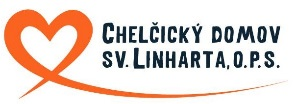 CHELČICKÝ DOMOV
SV. LINHARTA, O.P.S.